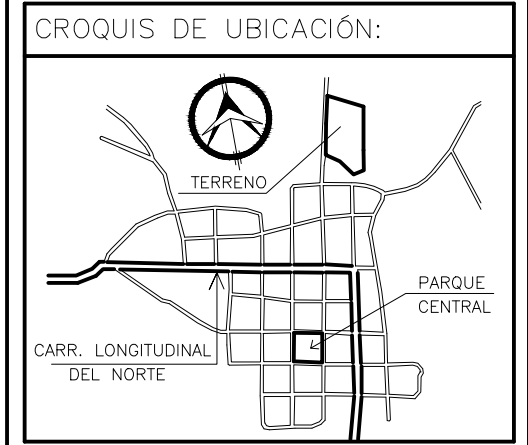 CROQUIS DE UBICACIÓN:
TERRENO
PARQUE
CENTRAL
CARR. LONGITUDINAL
DEL NORTE